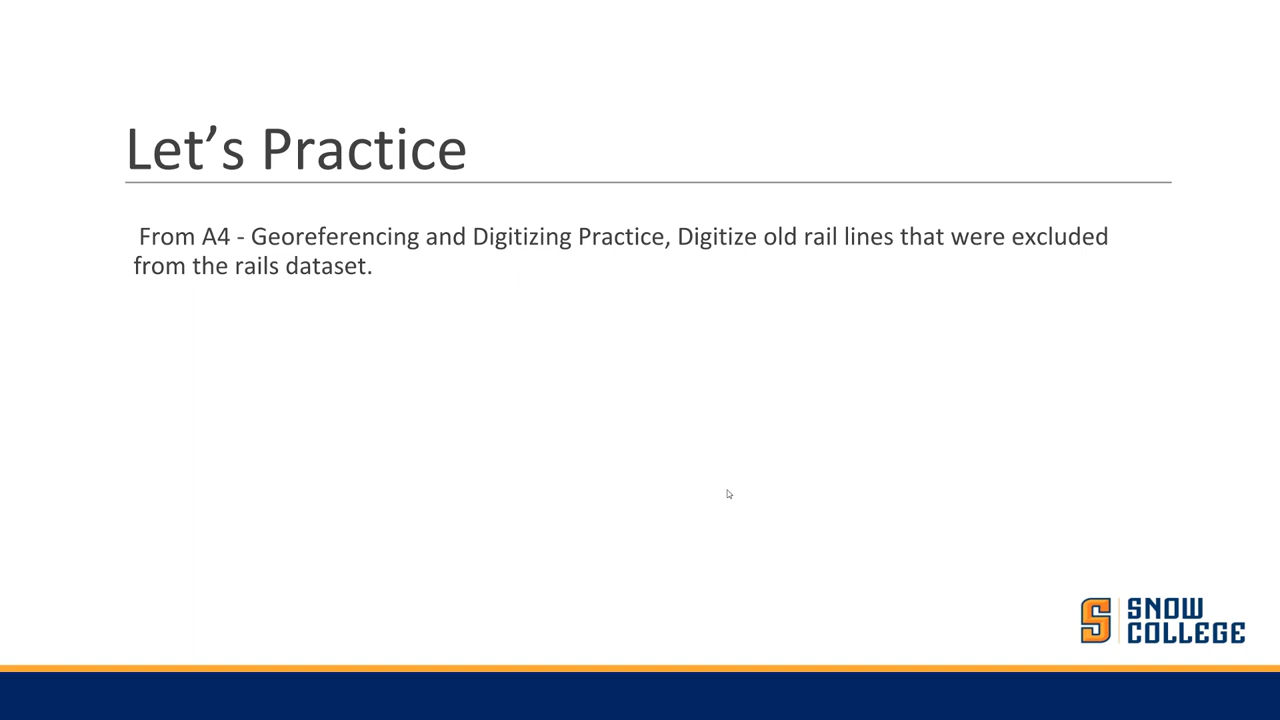 Let’s Practice
From A4 - Georeferencing and Digitizing Practice, Digitize old rail lines that were excluded
from the rails dataset.
S SNOW
COLLEGE